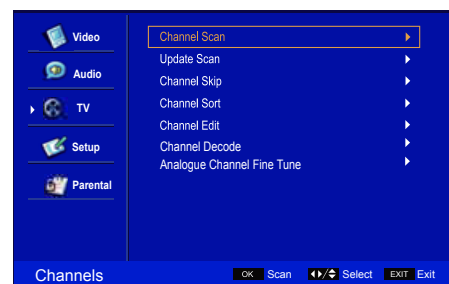 Video
Audio
TV
Setup
Parental
Channel Scan
Update Scan
Channel Skip
Channel Sort
Channel Edit
Channel Decode
Analogue Channel Fine Tune
Channels
OK Scan Select EXIT Exit